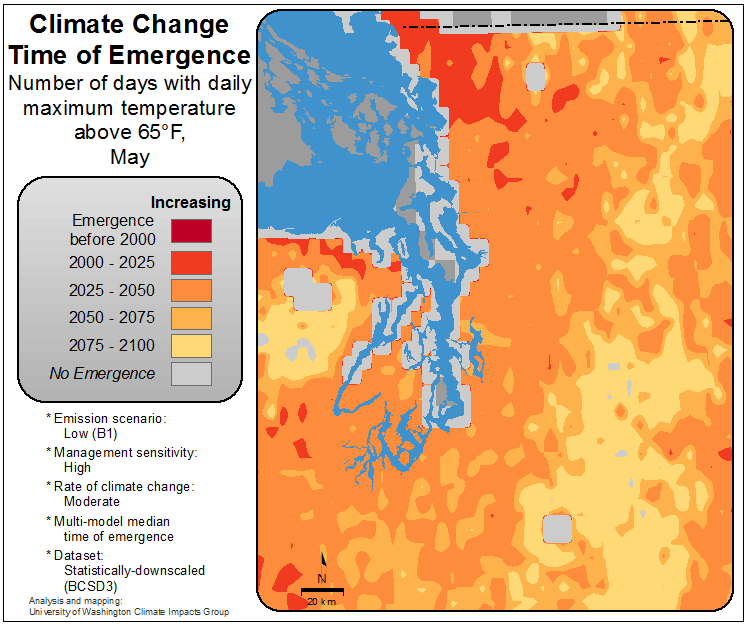 Climate Change
Time of Emergence
Number of days with daily
maximum temperature
above 65°F,
May
Increasing
Emergence
before 2000
2000 - 2025
2025 - 2050
2050 - 2075
2075 - 2100
No Emergence
* Emission scenario:
Low (B1)
* Management sensitivity:
High
* Rate of climate change:
Moderate
* Multi-model median
time of emergence
* Dataset:
Statistically-downscaled
(BCSD3)
Analysis and mapping:
University of Washington Climate Impacts Group
N
20 km